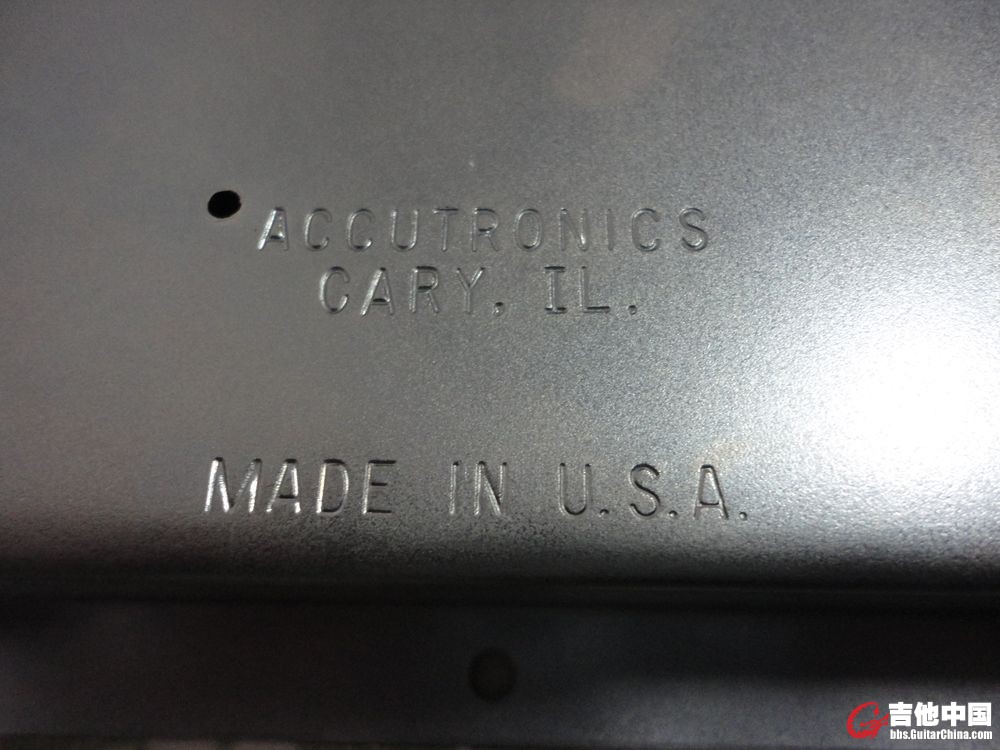 ACCUTRONICS
CARY, IL.
MADE IN U.S.A.
吉他中国
bbs.GuitarChina.com